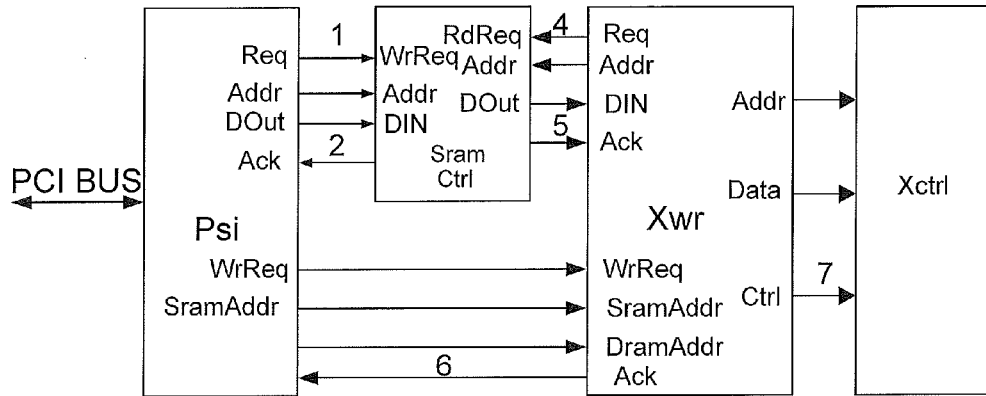 1
4
Req
WrReq
RdReq
Req
Addr
Addr
Addr
Addr
DOut
DIN
DOut
DIN
Addr
Ack
2
Sram
Ctrl
5
Ack
PCI BUS
Psi
Xwr
Data
Xctrl
WrReq
WrReq
SramAddr
SramAddr
Ctrl
7
DramAddr
6
Ack